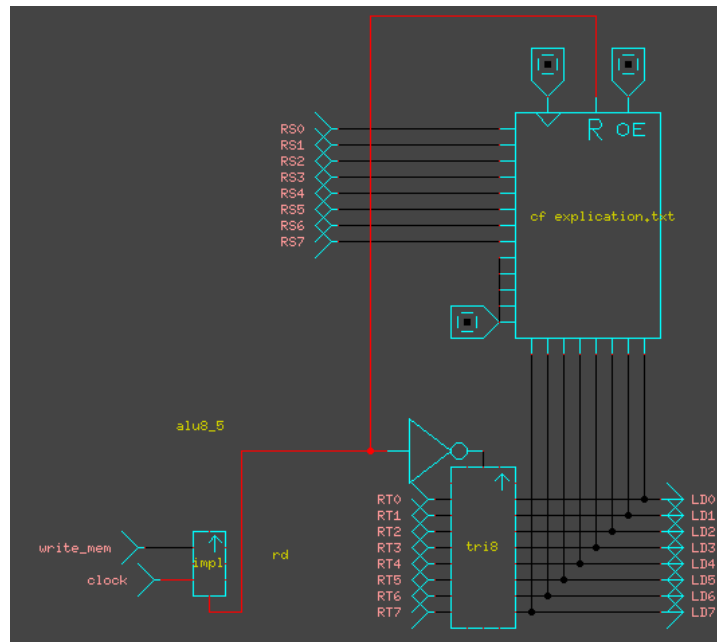 R OE
RS0
RS1
RS2
RS3
RS4
RS5
RS6
RS7
cf explication.txt
alu8_5
RT0
RT1
RT2
RT3
RT4
RT5
RT6
RT7
tri8
LD0
LD1
LD2
LD3
LD4
LD5
LD6
LD7
write_mem
clock
impl
rd